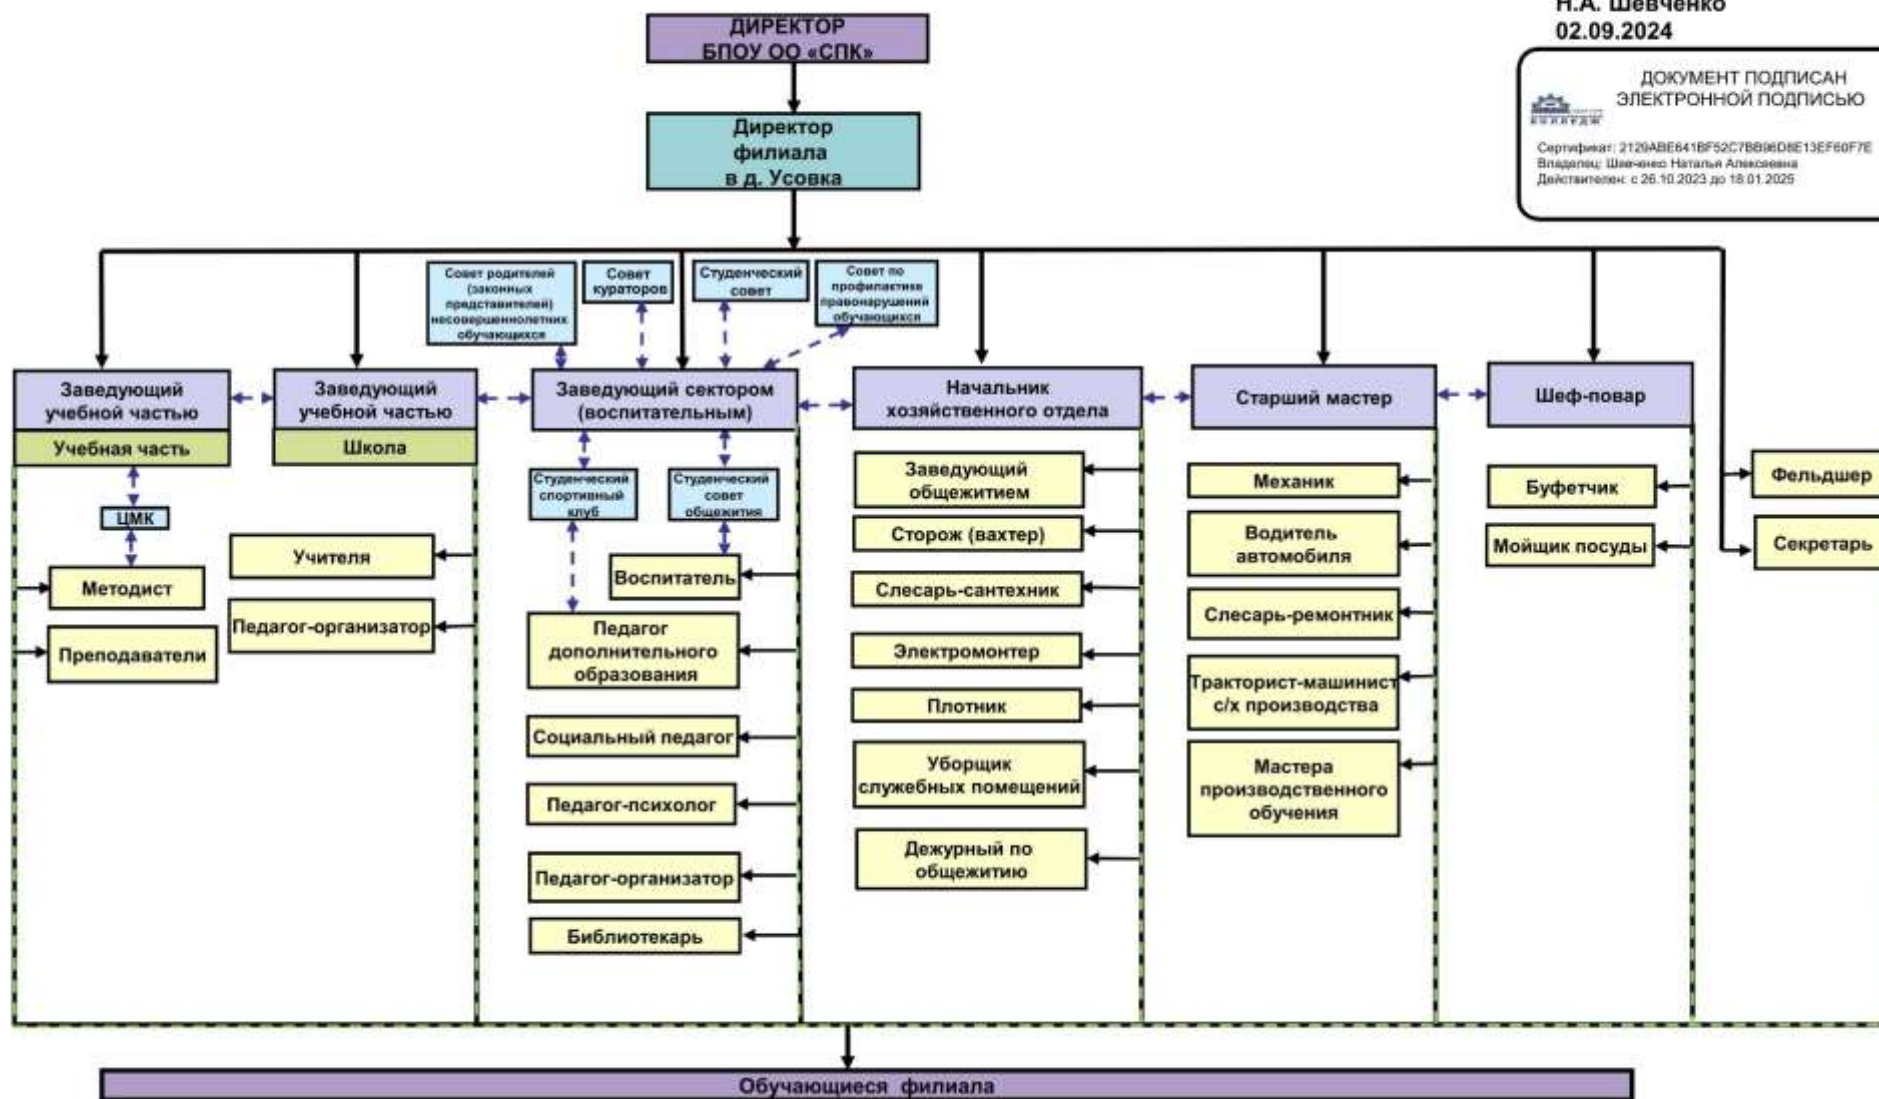 Н.А. Шевченко
02.09.2024
ДОКУМЕНТ ПОДПИСАН
ЭЛЕКТРОННОЙ ПОДПИСЬЮ
КОЛЛЕДЖ
Сертификат: 2129ABE641BF52C7BB96D8E13EF60F7E
Владелец: Шевченко Наталья Алексеевна
Действителен: с 26.10.2023 до 18.01.2025
ДИРЕКТОР
БПОУ ОО «СПК»
Директор
филиала
в д. Усовка
Совет родителей
(законных
представителей)
несовершеннолетних
обучающихся
Совет
кураторов
Студенческий
совет
Совет по
профилактике
правонарушений
обучающихся
Заведующий
учебной частью
Учебная часть
ЦМК
Методист
Преподаватели
Заведующий
учебной частью
Школа
Учителя
Педагог-организатор
Заведующий сектором
(воспитательным)
Студенческий
спортивный
клуб
Студенческий
совет
общежития
Воспитатель
Педагог
дополнительного
образования
Социальный педагог
Педагог-психолог
Педагог-организатор
Библиотекарь
Начальник
хозяйственного отдела
Заведующий
общежитием
Сторож (вахтер)
Слесарь-сантехник
Электромонтер
Плотник
Уборщик
служебных помещений
Дежурный по
общежитию
Старший мастер
Механик
Водитель
автомобиля
Слесарь-ремонтник
Тракторист-машинист
с/х производства
Мастера
производственного
обучения
Шеф-повар
Буфетчик
Мойщик посуды
Фельдшер
Секретарь
Обучающиеся филиала